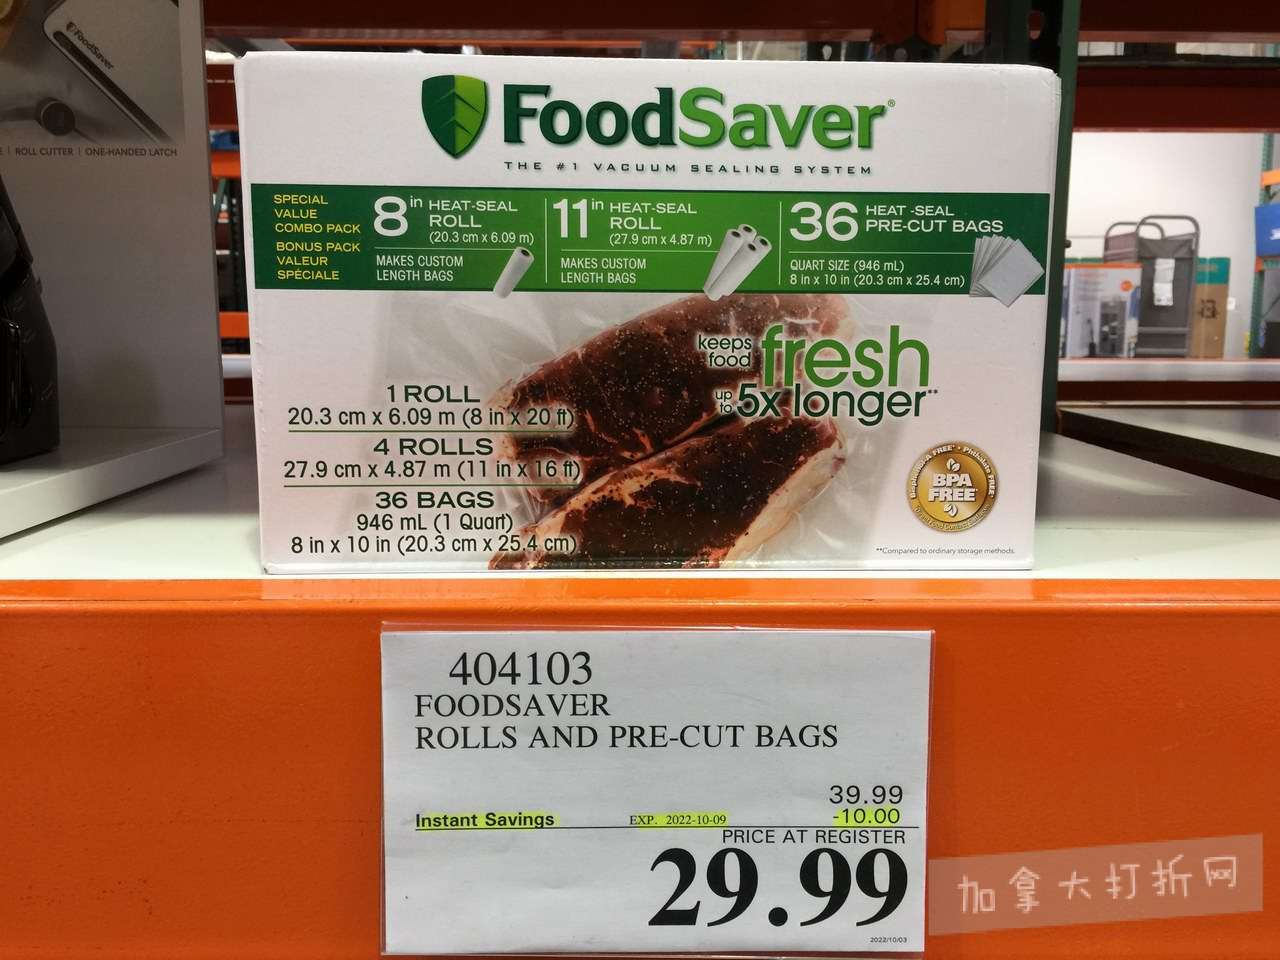 FoodSaver
E | ROLL CUTTER | ONE-HANDED LATCH
FoodSaver®
THE #1 VACUUM SEALING SYSTEM
SPECIAL
VALUE
COMBO PACK
BONUS PACK
VALEUR
SPÉCIALE
8in HEAT-SEAL
ROLL
(20.3 cm x 6.09 m)
MAKES CUSTOM
LENGTH BAGS
11in HEAT-SEAL
ROLL
(27.9 cm x 4.87 m)
MAKES CUSTOM
LENGTH BAGS
36 HEAT-SEAL
PRE-CUT BAGS
QUART SIZE (946 mL)
8 in x 10 in (20.3 cm x 25.4 cm)
keeps food fresh
up to 5x longer**
1 ROLL
20.3 cm x 6.09 m (8 in x 20 ft)
4 ROLLS
27.9 cm x 4.87 m (11 in x 16 ft)
36 BAGS
946 mL (1 Quart)
8 in x 10 in (20.3 cm x 25.4 cm)
BPA
FREE
**Compared to ordinary storage methods.
404103
FOODSAVER
ROLLS AND PRE-CUT BAGS
39.99
Instant Savings EXP. 2022-10-09 -10.00
PRICE AT REGISTER
29.99
2022/10/03
加拿大打折网